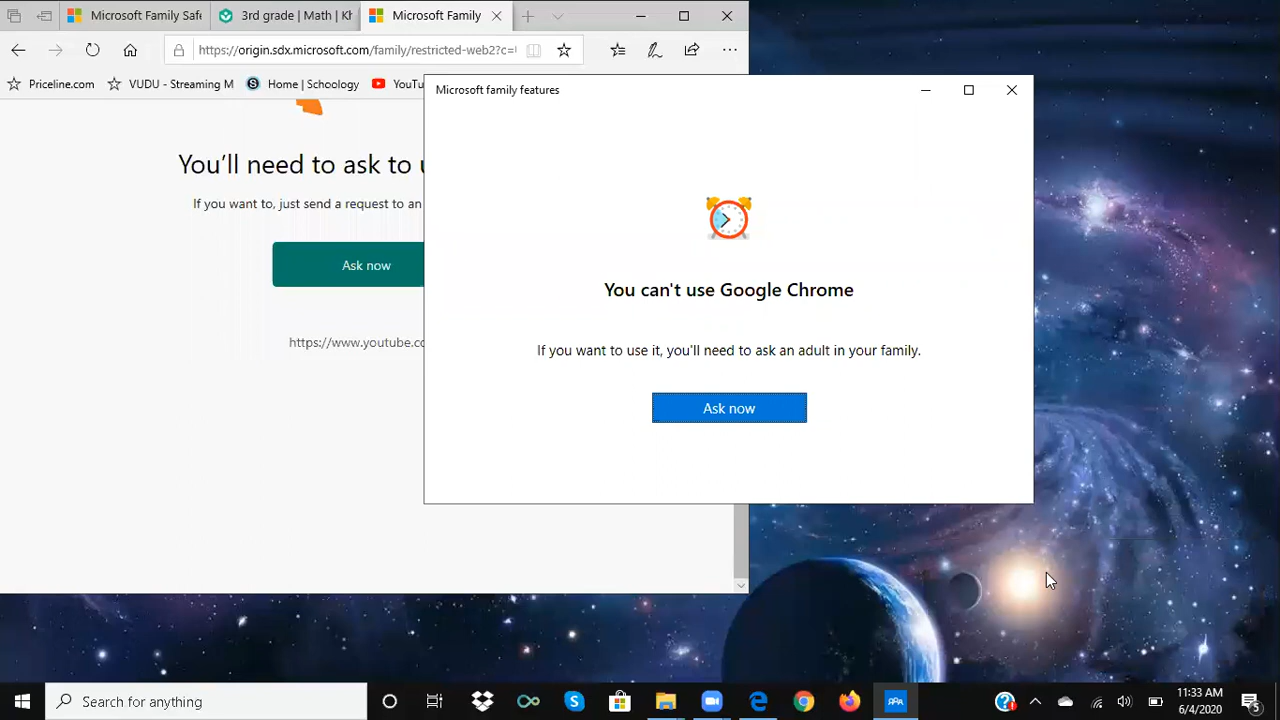 Microsoft Family Safe
3rd grade | Math | Kh
Microsoft Family
https://origin.sdx.microsoft.com/family/restricted-web2?c=
Priceline.com
VUDU - Streaming M
Home | Schoology
YouTu
Microsoft family features
You'll need to ask to u
If you want to, just send a request to an
Ask now
https://www.youtube.co
You can't use Google Chrome
If you want to use it, you'll need to ask an adult in your family.
Ask now
Search for anything
11:33 AM
6/4/2020
5